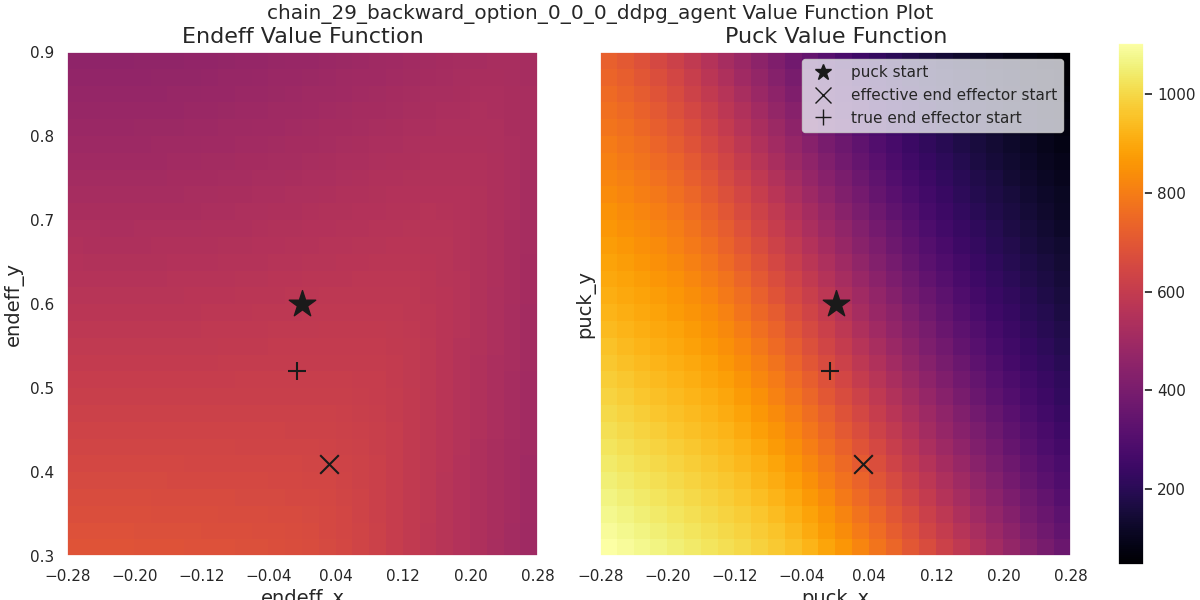 chain_29_backward_option_0_0_0_ddpg_agent Value Function Plot
Endeff Value Function
Puck Value Function
0.9
0.8
0.7
0.6
0.5
0.4
0.3
endeff_y
−0.28 −0.20 −0.12 −0.04 0.04 0.12 0.20 0.28
endeff_x
puck_y
puck start
effective end effector start
true end effector start
−0.28 −0.20 −0.12 −0.04 0.04 0.12 0.20 0.28
puck_x
1000
800
600
400
200